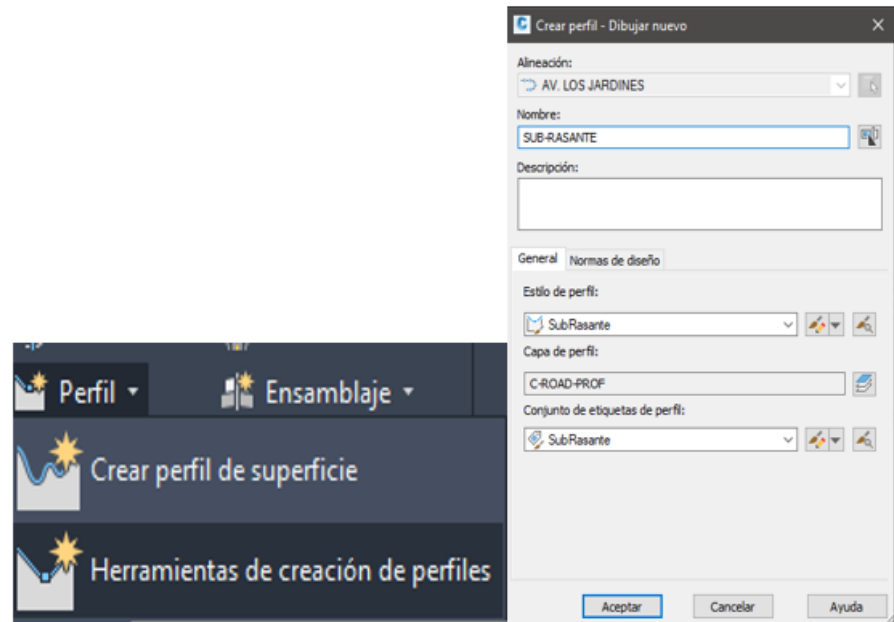 Perfil
Ensamblaje
Crear perfil de superficie
Herramientas de creación de perfiles
Crear perfil - Dibujar nuevo
Alineación:
AV. LOS JARDINES
Nombre:
SUB-RASANTE
Descripción:
General Normas de diseño
Estilo de perfil:
SubRasante
Capa de perfil:
C-ROAD-PROF
Conjunto de etiquetas de perfil:
SubRasante
Aceptar Cancelar Ayuda